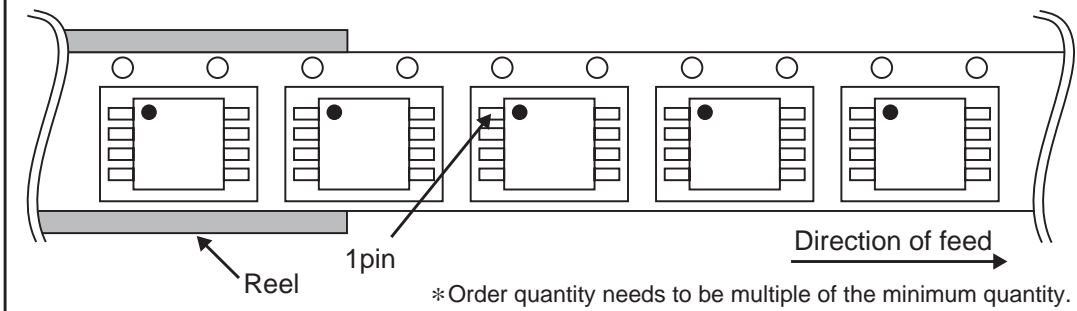 Direction of feed
1pin
Reel
*Order quantity needs to be multiple of the minimum quantity.